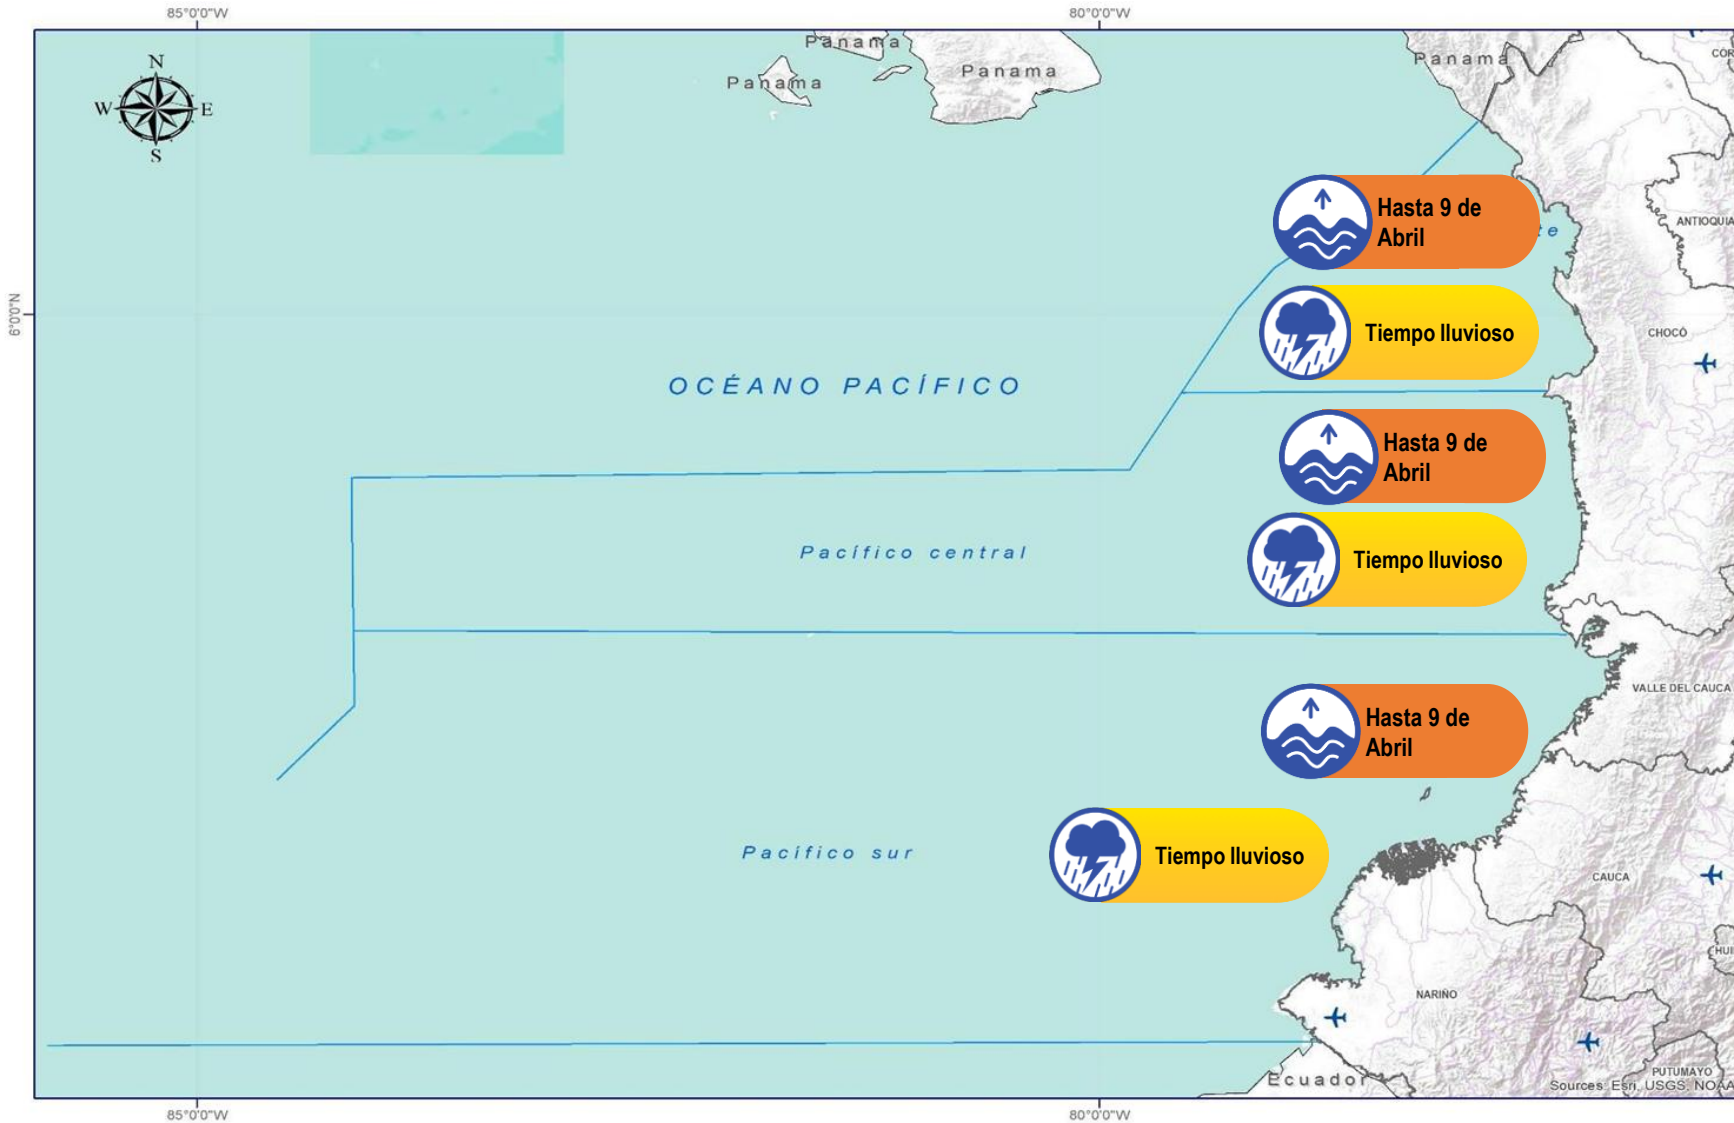 85°0'0"W
80°0'0"W
N
W
E
S
Panama
Panama
Panama
Panama
ANTIOQUIA
Hasta 9 de
Abril
te
6°0'0"N
Tiempo lluvioso
CHOCÓ
OCÉANO PACÍFICO
Hasta 9 de
Abril
Pacífico central
Tiempo lluvioso
VALLE DEL CAUCA
Hasta 9 de
Abril
Pacífico sur
Tiempo lluvioso
CAUCA
HUI
NARIÑO
PUTUMAYO
Ecuador
Sources: Esri, USGS, NOAA
85°0'0"W
80°0'0"W